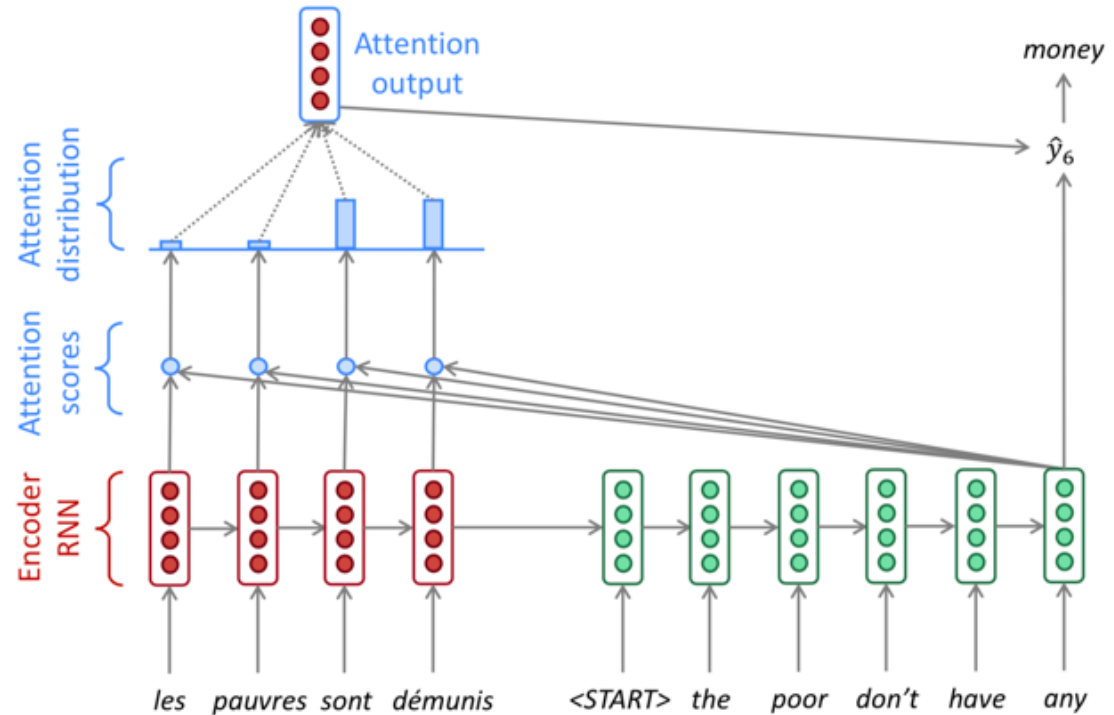 Attention
output
money
ŷ₆
Attention
distribution
Attention
scores
Encoder
RNN
les pauvres sont démunis <START> the poor don't have any